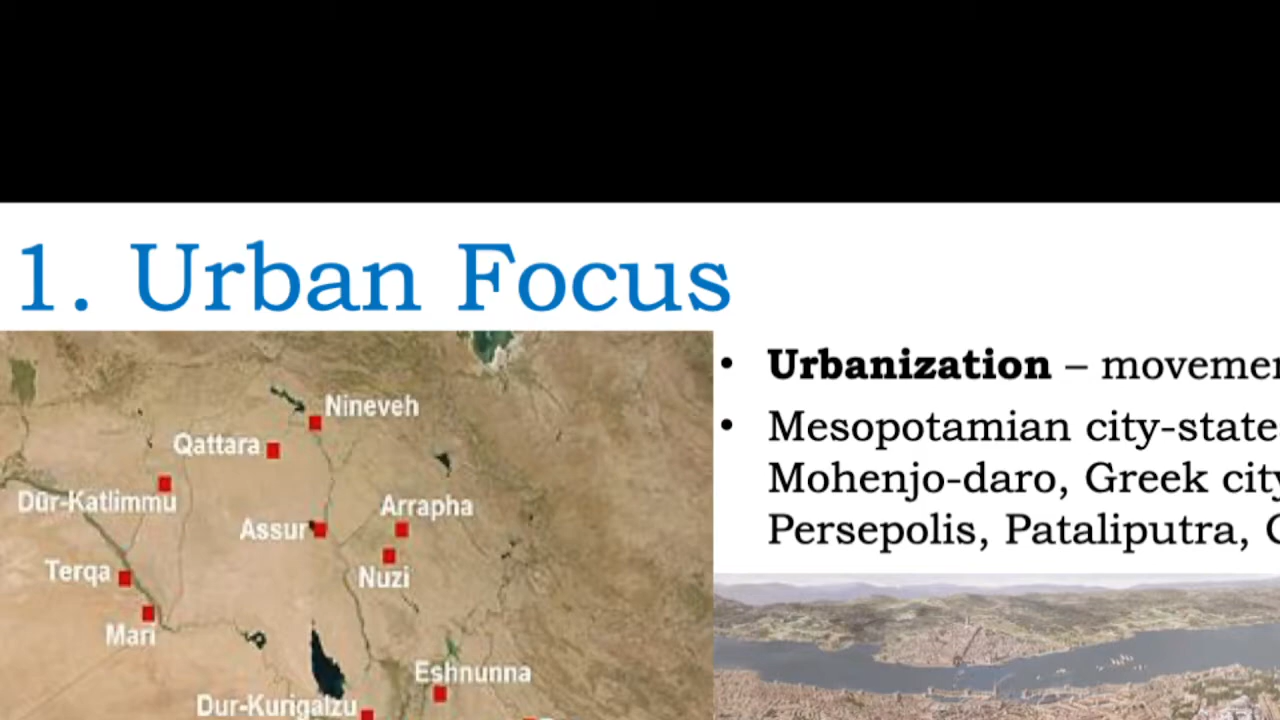 1. Urban Focus
• Urbanization – movemen
• Mesopotamian city-state
Mohenjo-daro, Greek city
Persepolis, Pataliputra, C
Nineveh
Qattara
Dūr-Katlimmu
Arrapha
Assur
Terqa
Nuzi
Mari
Eshnunna
Dur-Kurigalzu